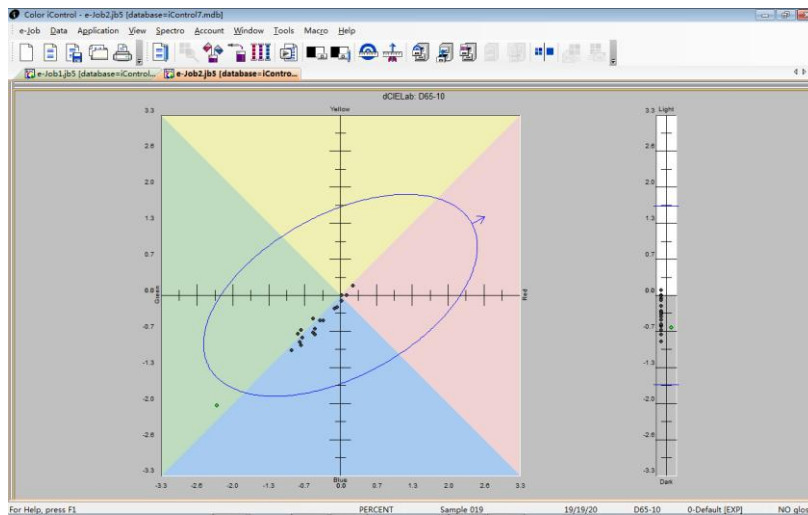 Color iControl - e-Job2.jb5 [database=iControl7.mdb]
e-Job Data Application View Spectro Account Window Tools Macro Help
e-Job1.jb5 [database=iControl... e-Job2.jb5 [database=iContro...
dCIELab: D65-10
3.3 Yellow 3.3 Light
2.6 2.6
2.0 2.0
1.3 1.3
0.7 0.7
0.0 Green Red 0.0
-0.7 -0.7
-1.3 -1.3
-2.0 -2.0
-2.6 -2.6
-3.3 Blue -3.3 Dark
-3.3 -2.6 -2.0 -1.3 -0.7 0.0 0.7 1.3 2.0 2.6 3.3
For Help, press F1 PERCENT Sample 019 19/19/20 D65-10 0-Default [EXP]